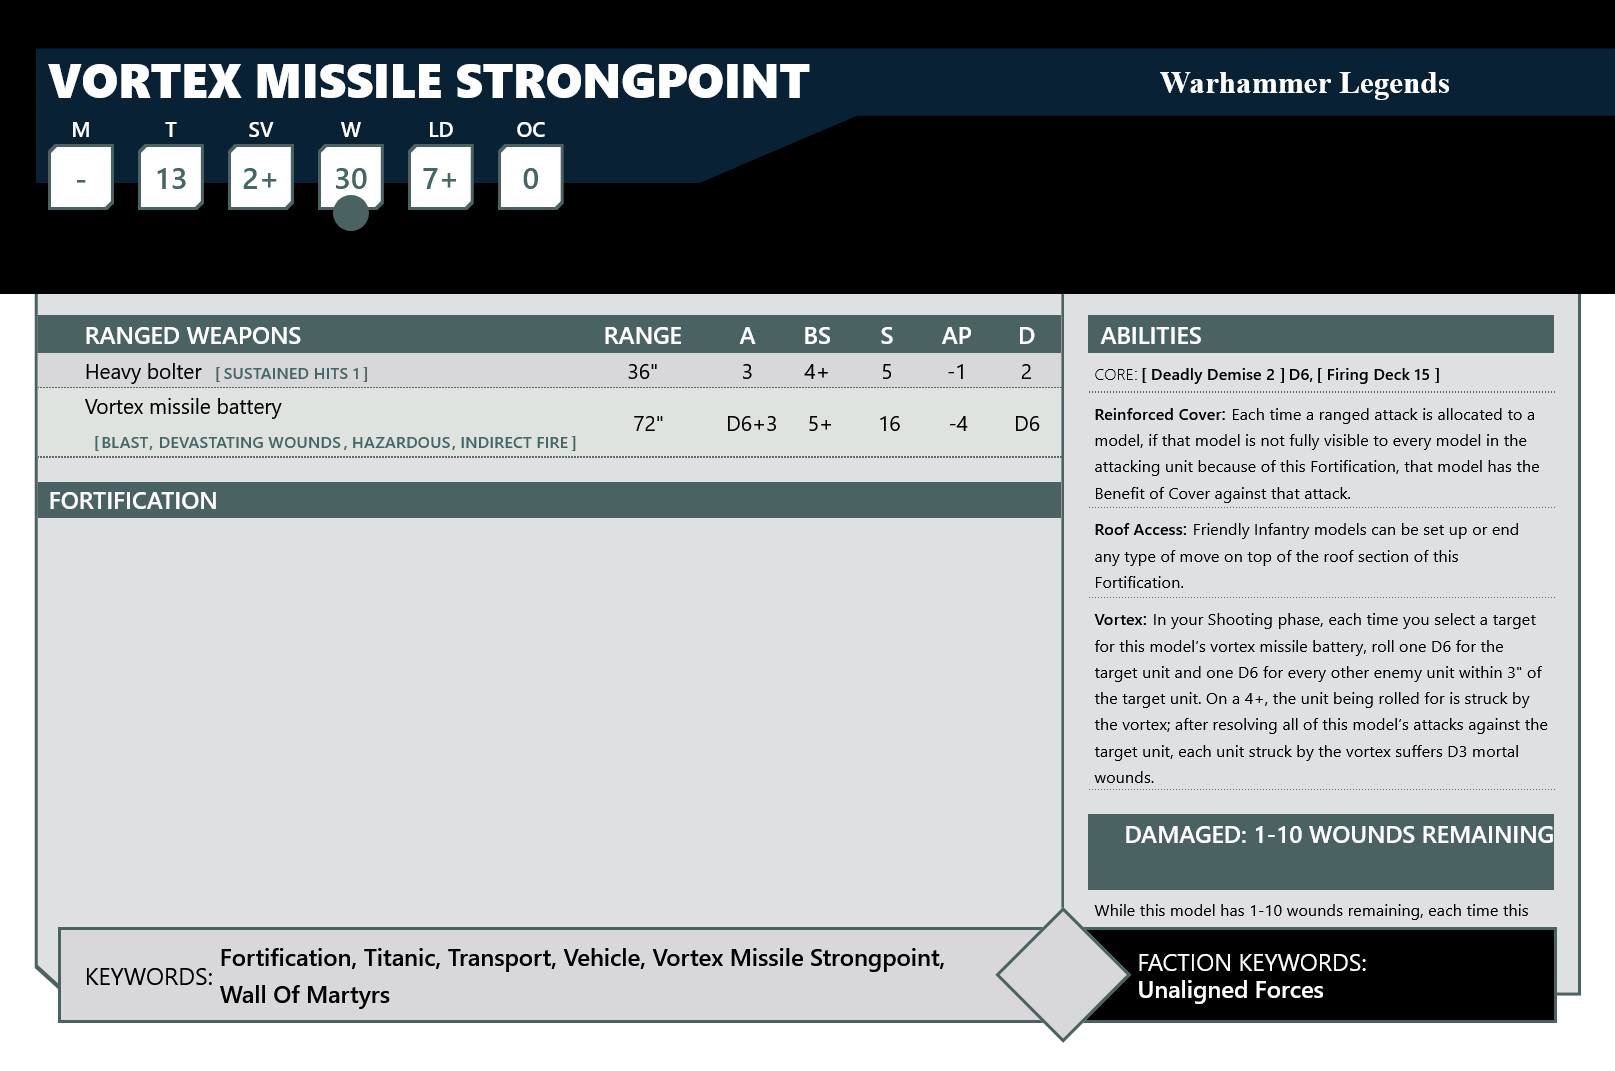 VORTEX MISSILE STRONGPOINT
Warhammer Legends
M T SV W LD OC
- 13 2+ 30 7+ 0
RANGED WEAPONS RANGE A BS S AP D
Heavy bolter [ SUSTAINED HITS 1 ] 36" 3 4+ 5 -1 2
Vortex missile battery
[ BLAST, DEVASTATING WOUNDS, HAZARDOUS, INDIRECT FIRE ] 72" D6+3 5+ 16 -4 D6
FORTIFICATION
ABILITIES
CORE: [ Deadly Demise 2 ] D6, [ Firing Deck 15 ]
Reinforced Cover: Each time a ranged attack is allocated to a
model, if that model is not fully visible to every model in the
attacking unit because of this Fortification, that model has the
Benefit of Cover against that attack.
Roof Access: Friendly Infantry models can be set up or end
any type of move on top of the roof section of this
Fortification.
Vortex: In your Shooting phase, each time you select a target
for this model’s vortex missile battery, roll one D6 for the
target unit and one D6 for every other enemy unit within 3" of
the target unit. On a 4+, the unit being rolled for is struck by
the vortex; after resolving all of this model’s attacks against the
target unit, each unit struck by the vortex suffers D3 mortal
wounds.
DAMAGED: 1-10 WOUNDS REMAINING
While this model has 1-10 wounds remaining, each time this
KEYWORDS: Fortification, Titanic, Transport, Vehicle, Vortex Missile Strongpoint,
Wall Of Martyrs
FACTION KEYWORDS:
Unaligned Forces